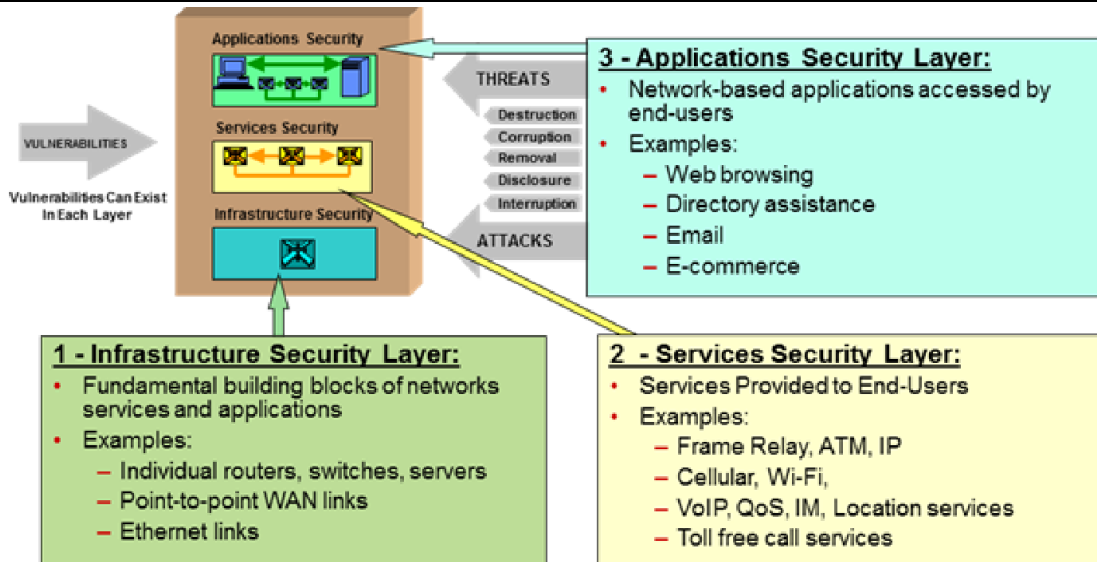 Applications Security
Services Security
Infrastructure Security
VULNERABILITIES
Vulnerabilities Can Exist
In Each Layer
THREATS
Destruction
Corruption
Removal
Disclosure
Interruption
ATTACKS
3 - Applications Security Layer:
• Network-based applications accessed by
end-users
• Examples:
– Web browsing
– Directory assistance
– Email
– E-commerce
1 - Infrastructure Security Layer:
• Fundamental building blocks of networks
services and applications
• Examples:
– Individual routers, switches, servers
– Point-to-point WAN links
– Ethernet links
2 - Services Security Layer:
• Services Provided to End-Users
• Examples:
– Frame Relay, ATM, IP
– Cellular, Wi-Fi,
– VoIP, QoS, IM, Location services
– Toll free call services